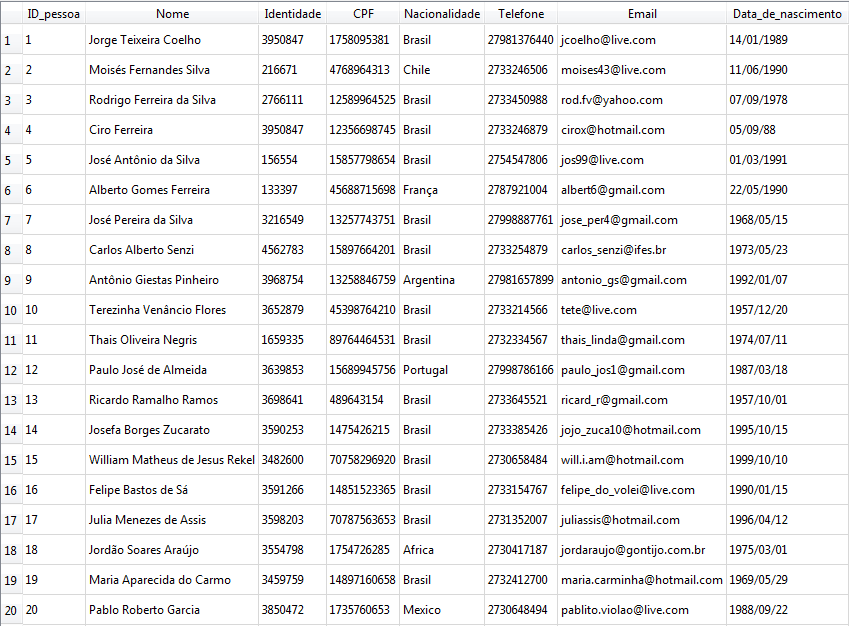 ID_pessoa Nome Identidade CPF Nacionalidade Telefone Email Data_de_nascimento
1 1 Jorge Teixeira Coelho 3950847 1758095381 Brasil 27981376440 jcoelho@live.com 14/01/1989
2 2 Moisés Fernandes Silva 216671 4768964313 Chile 2733246506 moises43@live.com 11/06/1990
3 3 Rodrigo Ferreira da Silva 2766111 12589964525 Brasil 2733450988 rod.fv@yahoo.com 07/09/1978
4 4 Ciro Ferreira 3950847 12356698745 Brasil 2733246879 cirox@hotmail.com 05/09/88
5 5 José Antônio da Silva 156554 15857798654 Brasil 2754547806 jos99@live.com 01/03/1991
6 6 Alberto Gomes Ferreira 133397 45688715698 França 2787921004 albert6@gmail.com 22/05/1990
7 7 José Pereira da Silva 3216549 13257743751 Brasil 27998887761 jose_per4@gmail.com 1968/05/15
8 8 Carlos Alberto Senzi 4562783 15897664201 Brasil 2733254879 carlos_senzi@ifes.br 1973/05/23
9 9 Antônio Giestas Pinheiro 3968754 13258846759 Argentina 27981657899 antonio_gs@gmail.com 1992/01/07
10 10 Terezinha Venâncio Flores 3652879 45398764210 Brasil 2733214566 tete@live.com 1957/12/20
11 11 Thais Oliveira Negris 1659335 89764464531 Brasil 2732334567 thais_linda@gmail.com 1974/07/11
12 12 Paulo José de Almeida 3639853 15689945756 Portugal 27998786166 paulo_jos1@gmail.com 1987/03/18
13 13 Ricardo Ramalho Ramos 3698641 489643154 Brasil 2733645521 ricard_r@gmail.com 1957/10/01
14 14 Josefa Borges Zucarato 3590253 1475426215 Brasil 2733385426 jojo_zuca10@hotmail.com 1995/10/15
15 15 William Matheus de Jesus Rekel 3482600 70758296920 Brasil 2730658484 will.i.am@hotmail.com 1999/10/10
16 16 Felipe Bastos de Sá 3591266 14851523365 Brasil 2733154767 felipe_do_volei@live.com 1990/01/15
17 17 Julia Menezes de Assis 3598203 70787563653 Brasil 2731352007 juliassis@hotmail.com 1996/04/12
18 18 Jordão Soares Araújo 3554798 1754726285 Africa 2730417187 jordaraujo@gontijo.com.br 1975/03/01
19 19 Maria Aparecida do Carmo 3459759 14897160658 Brasil 2732412700 maria.carminha@hotmail.com 1969/05/29
20 20 Pablo Roberto Garcia 3850472 1735760653 Mexico 2730648494 pablito.violao@live.com 1988/09/22